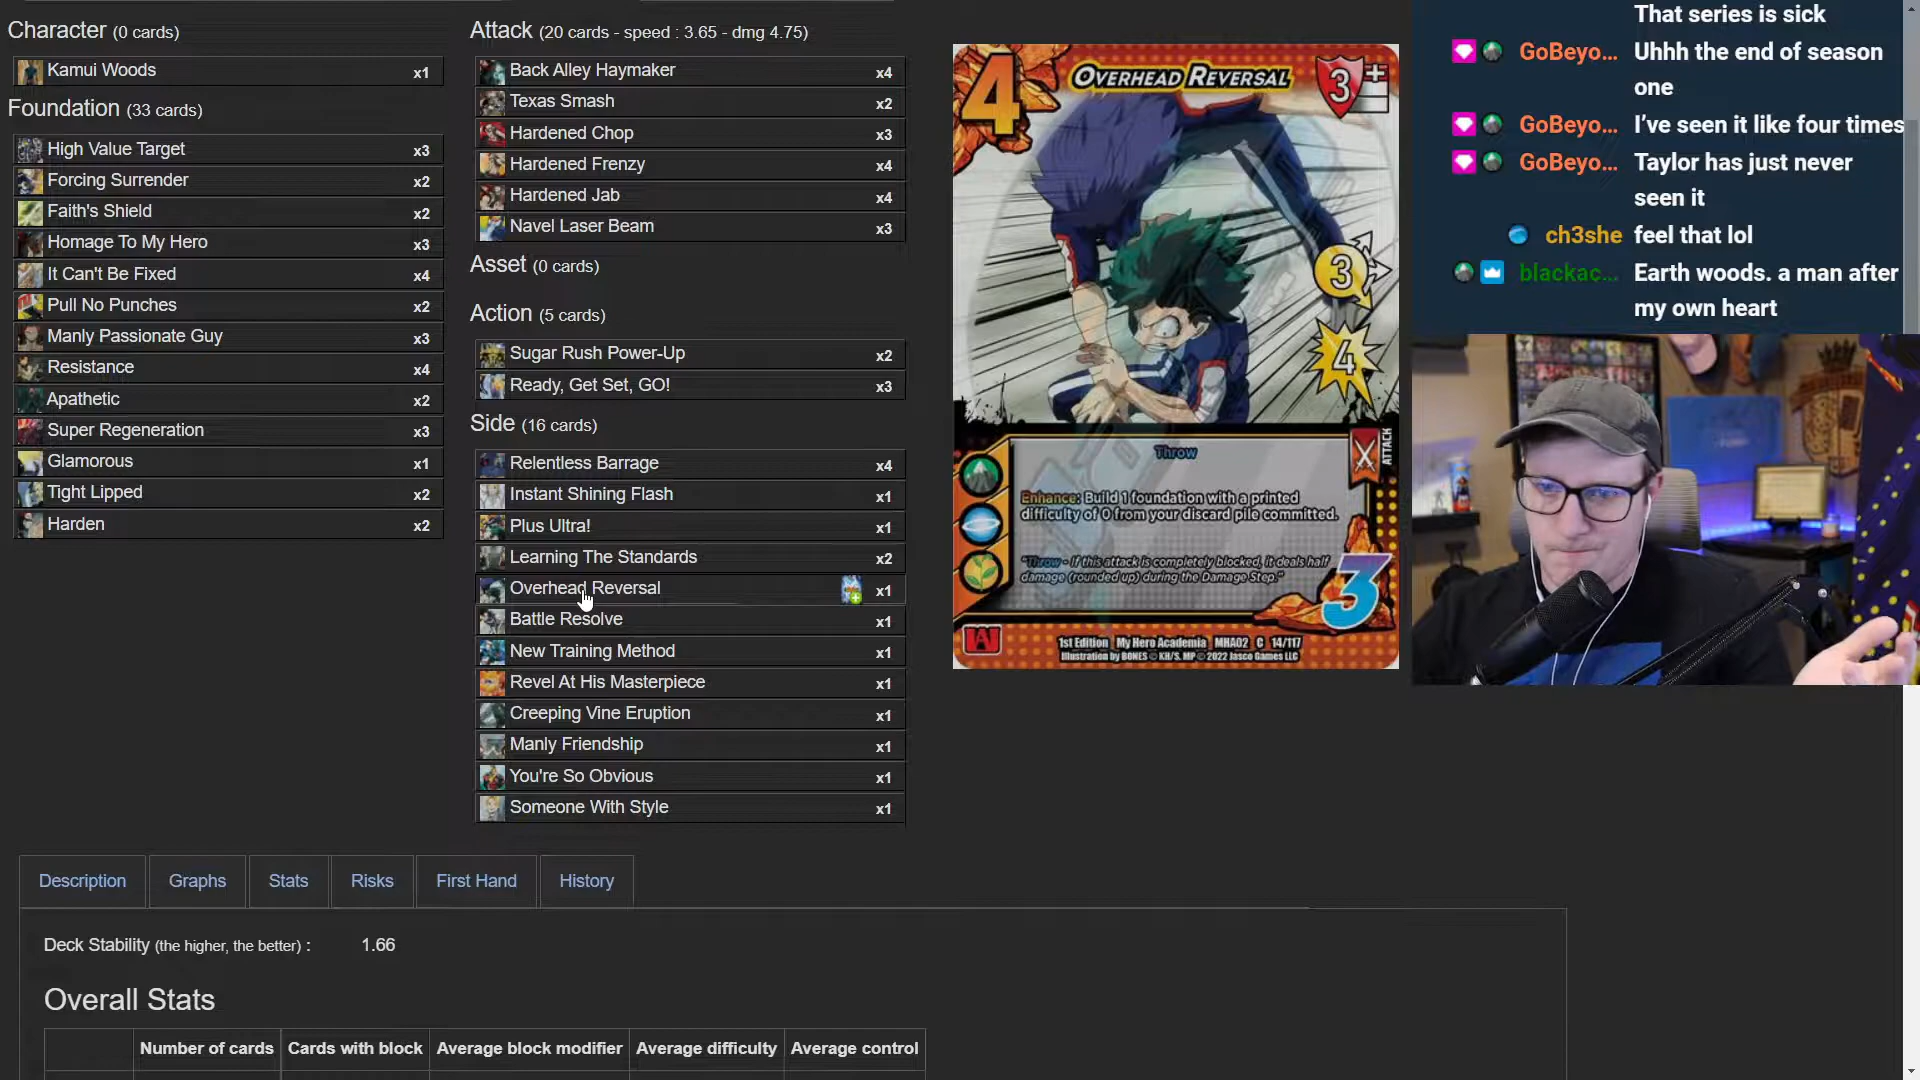 Character (0 cards)
Kamui Woods x1
Foundation (33 cards)
High Value Target x3
Forcing Surrender x2
Faith's Shield x2
Homage To My Hero x3
It Can't Be Fixed x4
Pull No Punches x2
Manly Passionate Guy x3
Resistance x4
Apathetic x2
Super Regeneration x3
Glamorous x1
Tight Lipped x2
Harden x2
Attack (20 cards - speed : 3.65 - dmg 4.75)
Back Alley Haymaker x4
Texas Smash x2
Hardened Chop x3
Hardened Frenzy x4
Hardened Jab x4
Navel Laser Beam x3
Asset (0 cards)
Action (5 cards)
Sugar Rush Power-Up x2
Ready, Get Set, GO! x3
Side (16 cards)
Relentless Barrage x4
Instant Shining Flash x1
Plus Ultra! x1
Learning The Standards x2
Overhead Reversal x1
Battle Resolve x1
New Training Method x1
Revel At His Masterpiece x1
Creeping Vine Eruption x1
Manly Friendship x1
You're So Obvious x1
Someone With Style x1
4
OVERHEAD REVERSAL
3 +
3
4
ATTACK
Throw
Enhance: Build 1 foundation with a printed
difficulty of 0 from your discard pile committed.
"Throw - If this attack is completely blocked, it deals half
damage (rounded up) during the Damage Step."
3
1st Edition My Hero Academia MHA02 C 14/117
Illustration by BONES © KH/S, MP © 2022 Jasco Games LLC
That series is sick
GoBeyo... Uhhh the end of season
one
GoBeyo... I've seen it like four times
GoBeyo... Taylor has just never
seen it
ch3she feel that lol
blackac... Earth woods. a man after
my own heart
Description Graphs Stats Risks First Hand History
Deck Stability (the higher, the better) : 1.66
Overall Stats
Number of cards Cards with block Average block modifier Average difficulty Average control